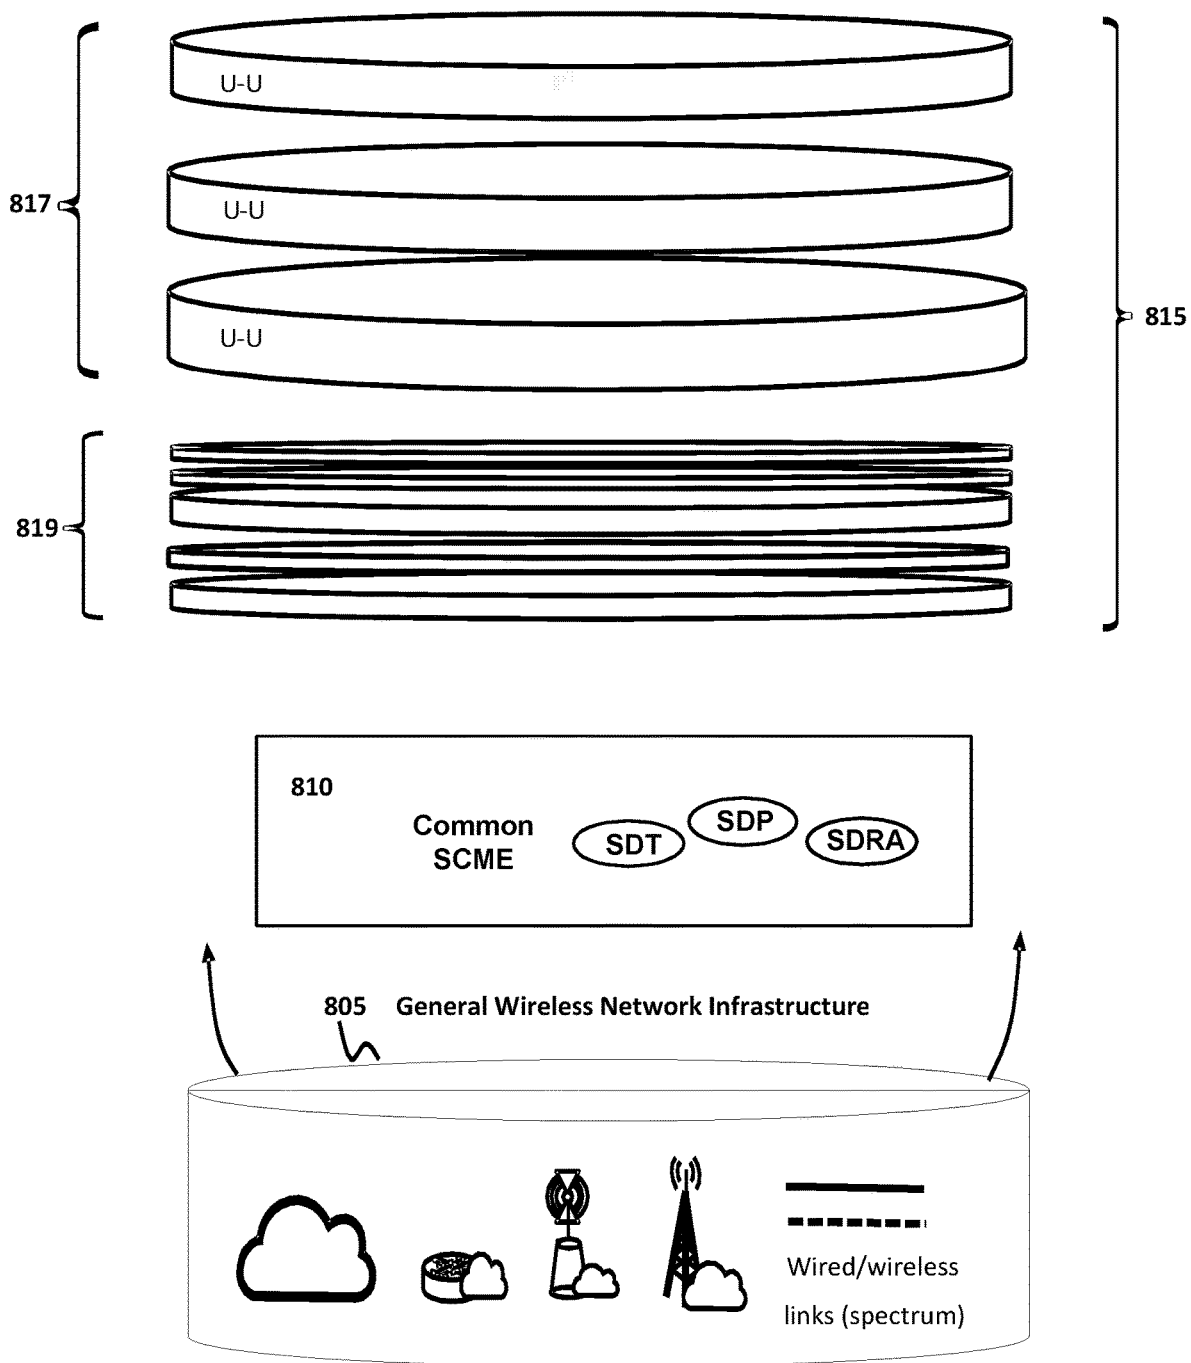 U-U
817
U-U
815
U-U
819
810
Common
SCME
SDT
SDP
SDRA
805 General Wireless Network Infrastructure
Wired/wireless
links (spectrum)